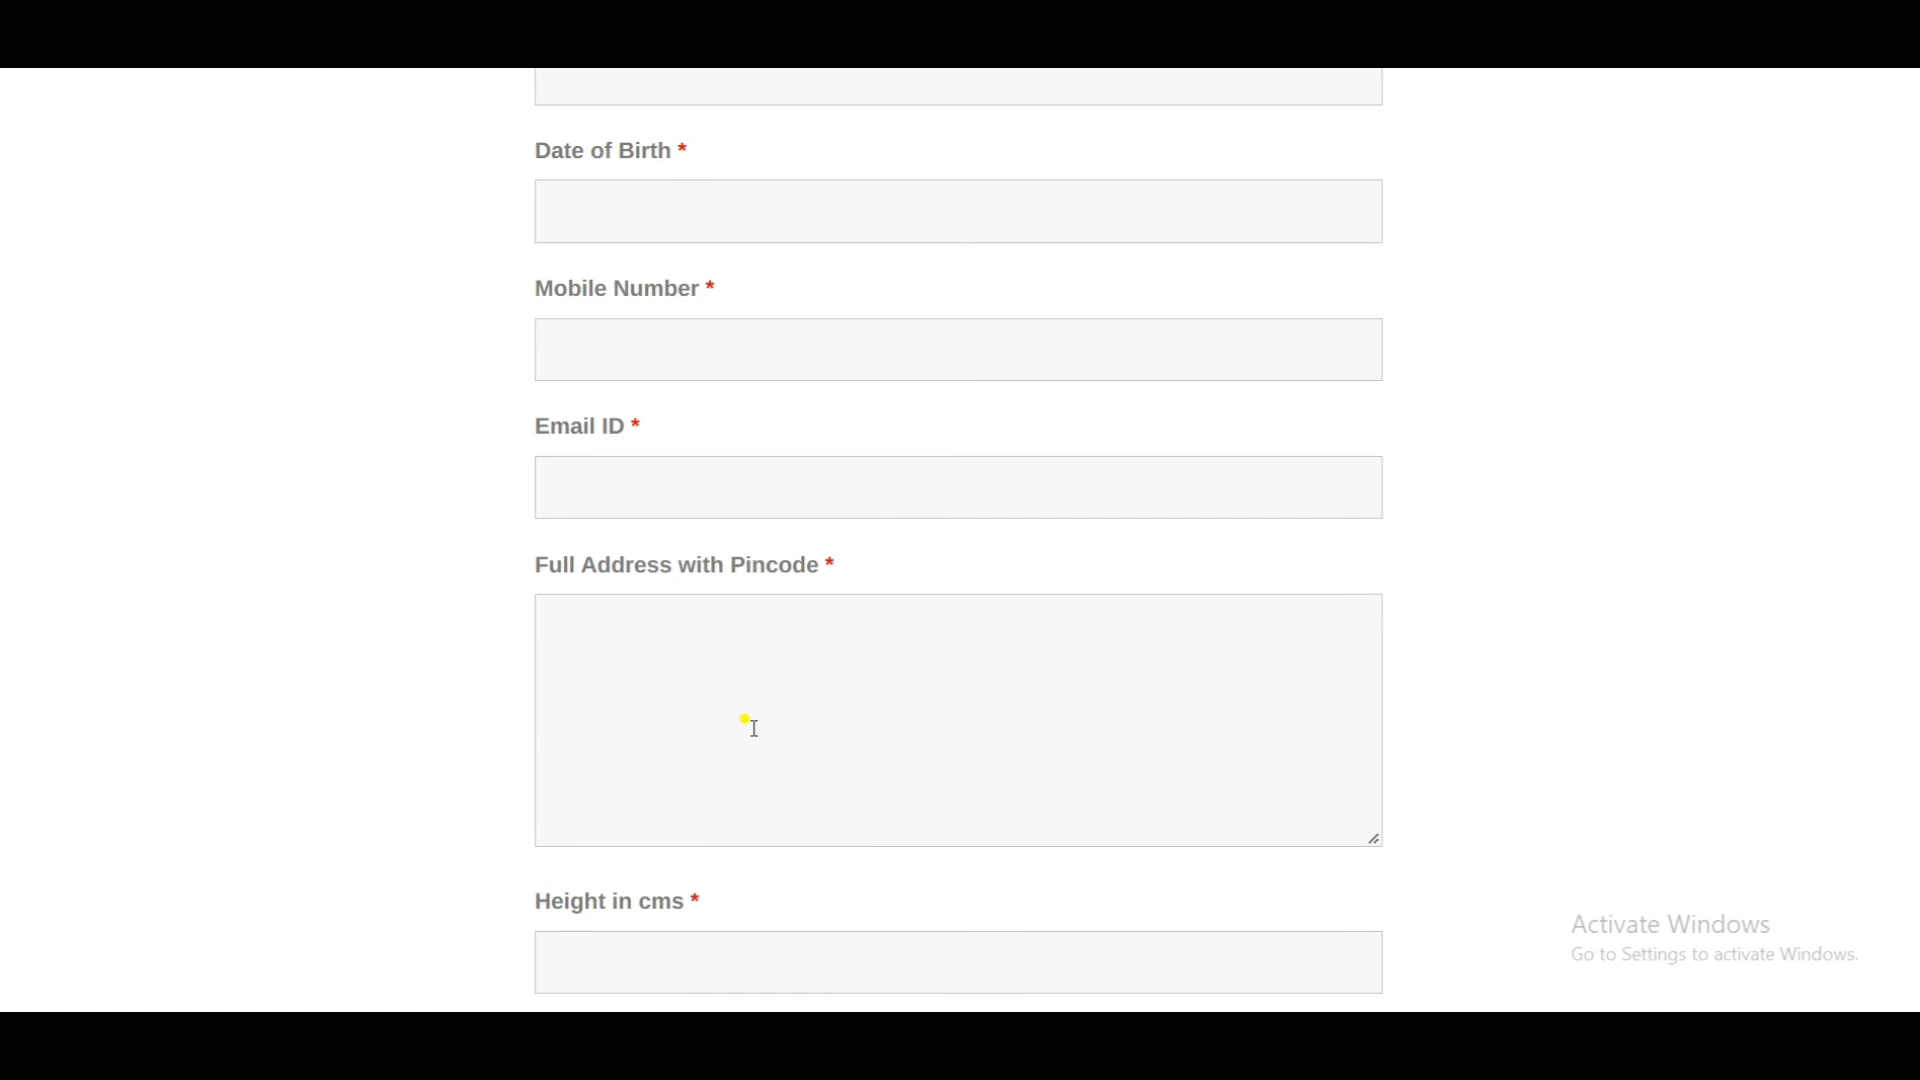 Date of Birth *
Mobile Number *
Email ID *
Full Address with Pincode *
Height in cms *
Activate Windows
Go to Settings to activate Windows.